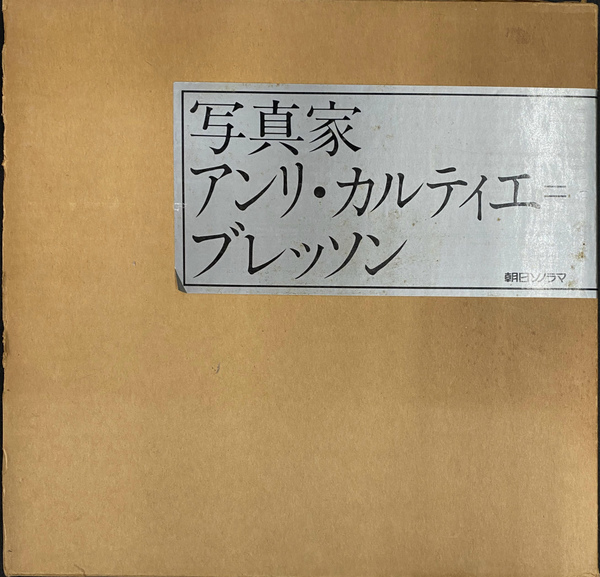 写真家
アンリ・カルティエ=
ブレッソン
朝日ソノラマ